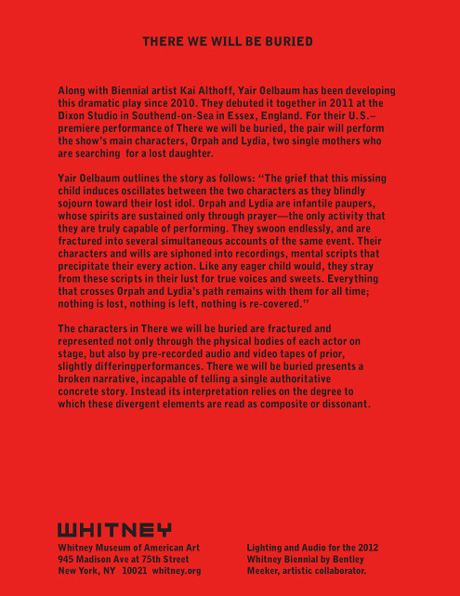 THERE WE WILL BE BURIED
Along with Biennial artist Kai Althoff, Yair Oelbaum has been developing
this dramatic play since 2010. They debuted it together in 2011 at the
Dixon Studio in Southend-on-Sea in Essex, England. For their U.S.–
premiere performance of There we will be buried, the pair will perform
the show's main characters, Orpah and Lydia, two single mothers who
are searching for a lost daughter.
Yair Oelbaum outlines the story as follows: "The grief that this missing
child induces oscillates between the two characters as they blindly
sojourn toward their lost idol. Orpah and Lydia are infantile paupers,
whose spirits are sustained only through prayer—the only activity that
they are truly capable of performing. They swoon endlessly, and are
fractured into several simultaneous accounts of the same event. Their
characters and wills are siphoned into recordings, mental scripts that
precipitate their every action. Like any eager child would, they stray
from these scripts in their lust for true voices and sweets. Everything
that crosses Orpah and Lydia's path remains with them for all time;
nothing is lost, nothing is left, nothing is re-covered."
The characters in There we will be buried are fractured and
represented not only through the physical bodies of each actor on
stage, but also by pre-recorded audio and video tapes of prior,
slightly differingperformances. There we will be buried presents a
broken narrative, incapable of telling a single authoritative
concrete story. Instead its interpretation relies on the degree to
which these divergent elements are read as composite or dissonant.
WHITNEY
Whitney Museum of American Art
945 Madison Ave at 75th Street
New York, NY 10021 whitney.org
Lighting and Audio for the 2012
Whitney Biennial by Bentley
Meeker, artistic collaborator.